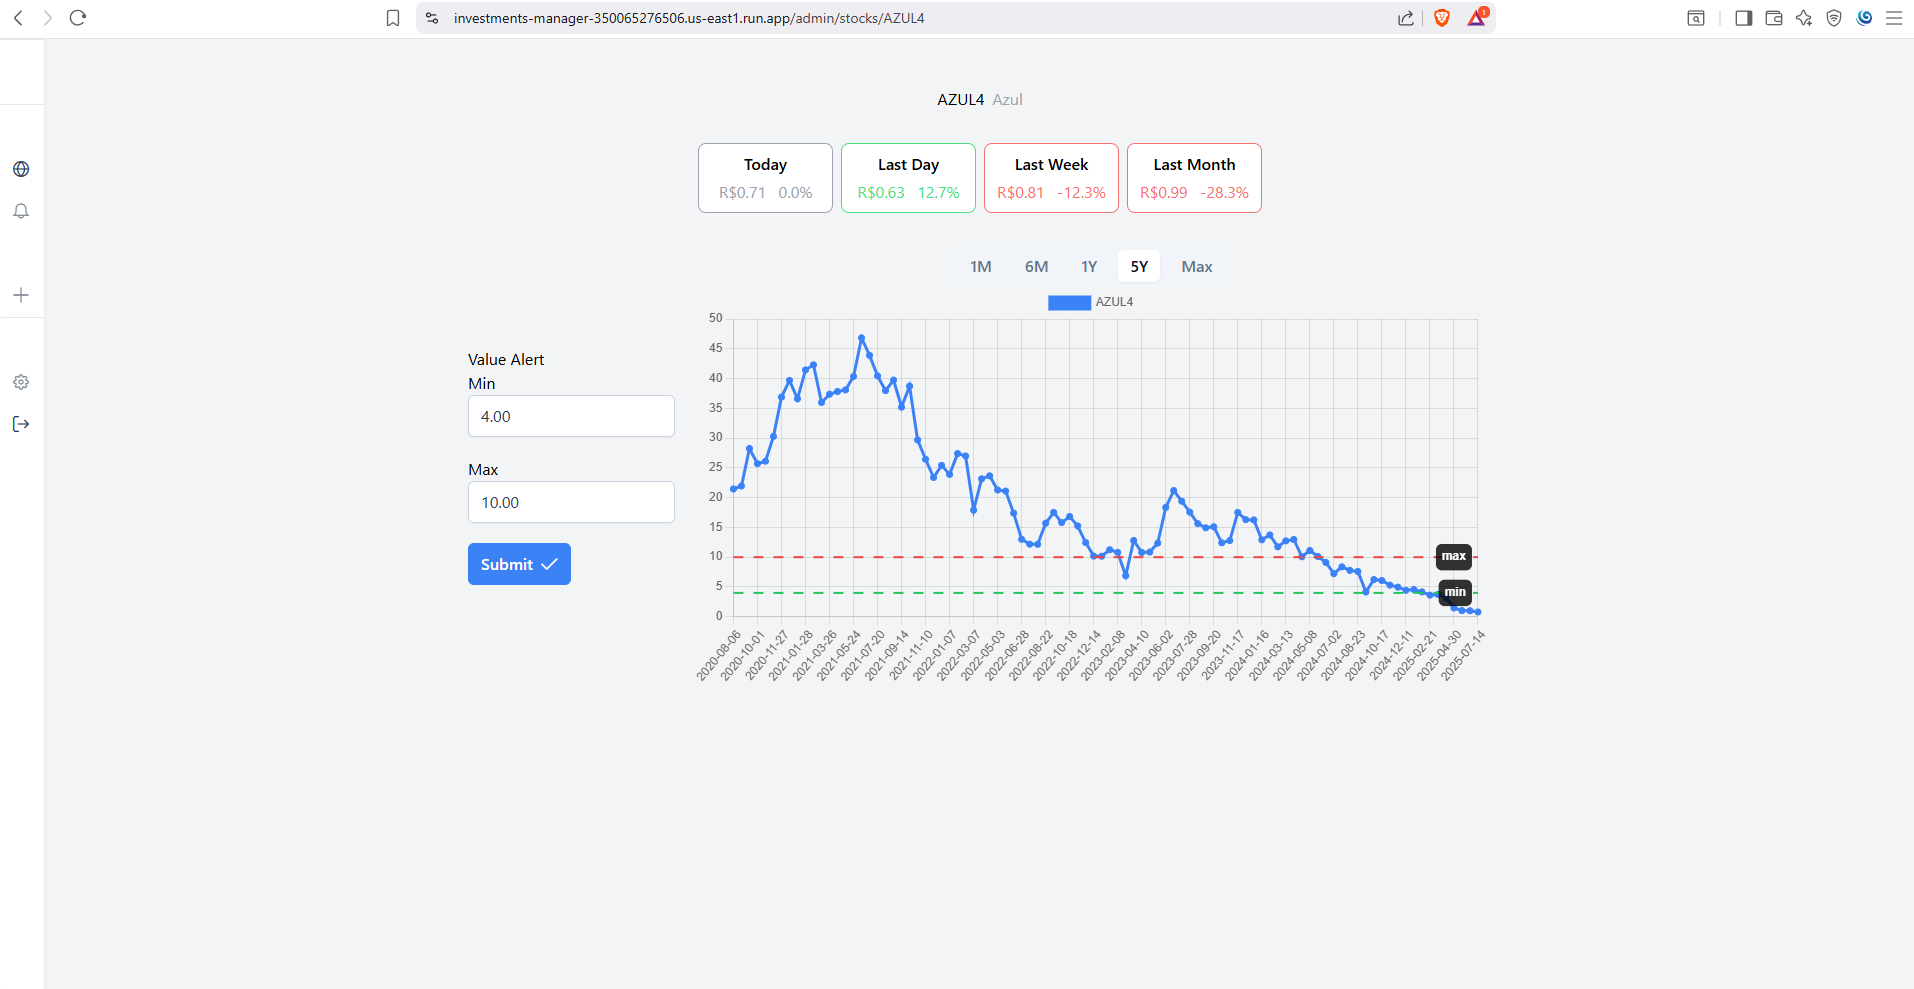 investments-manager-350065276506.us-east1.run.app/admin/stocks/AZUL4
1
AZUL4 Azul
Today
R$0.71 0.0%
Last Day
R$0.63 12.7%
Last Week
R$0.81 -12.3%
Last Month
R$0.99 -28.3%
1M 6M 1Y 5Y Max
AZUL4
Value Alert
Min
4.00
Max
10.00
Submit
50
45
40
35
30
25
20
15
10
5
0
max
min
2020-08-06
2020-10-01
2020-11-27
2021-01-28
2021-03-26
2021-05-24
2021-07-20
2021-09-14
2021-11-10
2022-01-07
2022-03-07
2022-05-03
2022-06-28
2022-08-22
2022-10-18
2022-12-14
2023-02-08
2023-04-10
2023-06-02
2023-07-28
2023-09-20
2023-11-17
2024-01-16
2024-03-13
2024-05-08
2024-07-02
2024-08-23
2024-10-17
2024-12-11
2025-02-21
2025-04-30
2025-07-14